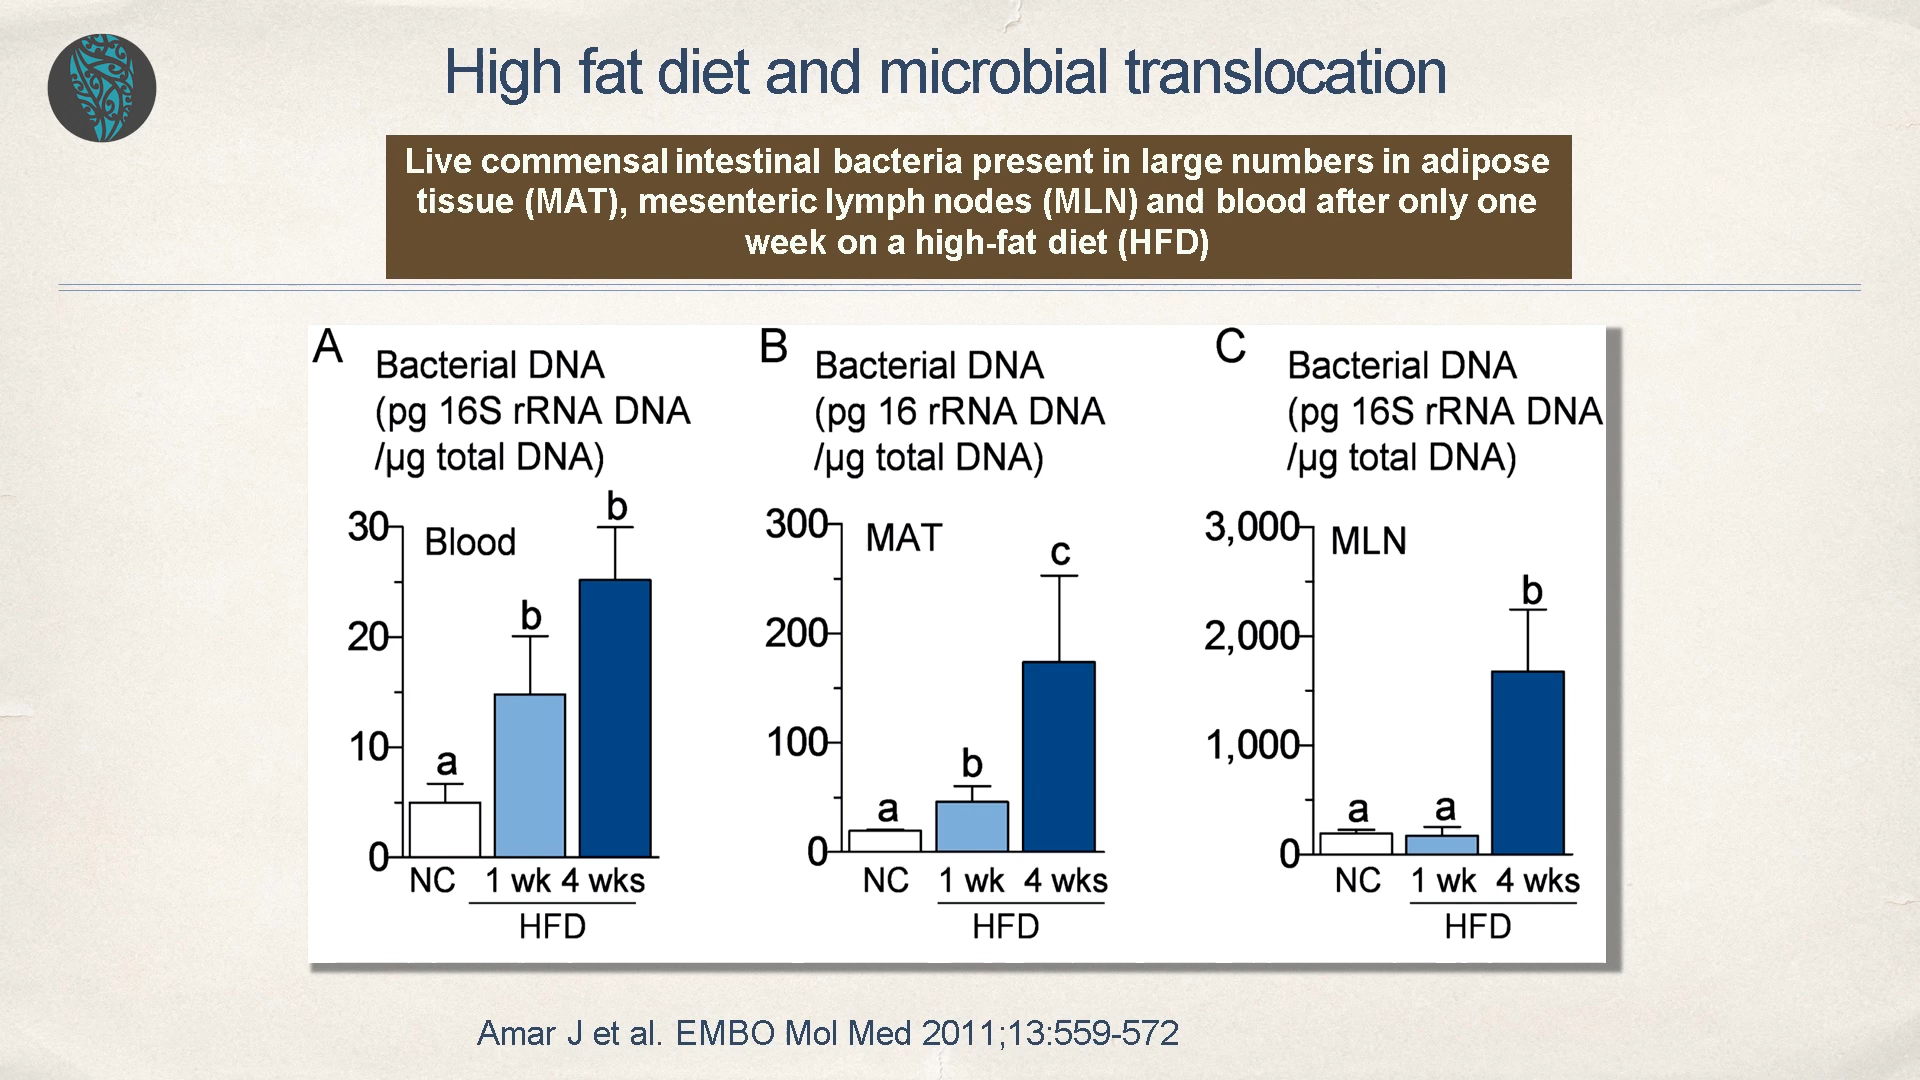 High fat diet and microbial translocation
Live commensal intestinal bacteria present in large numbers in adipose
tissue (MAT), mesenteric lymph nodes (MLN) and blood after only one
week on a high-fat diet (HFD)
A
Bacterial DNA
(pg 16S rRNA DNA
/µg total DNA)
30
20
10
0
Blood
a
b
b
NC
1 wk
4 wks
HFD
B
Bacterial DNA
(pg 16 rRNA DNA
/µg total DNA)
300
200
100
0
MAT
a
b
c
NC
1 wk
4 wks
HFD
C
Bacterial DNA
(pg 16S rRNA DNA
/µg total DNA)
3,000
2,000
1,000
0
MLN
a
a
b
NC
1 wk
4 wks
HFD
Amar J et al. EMBO Mol Med 2011;13:559-572